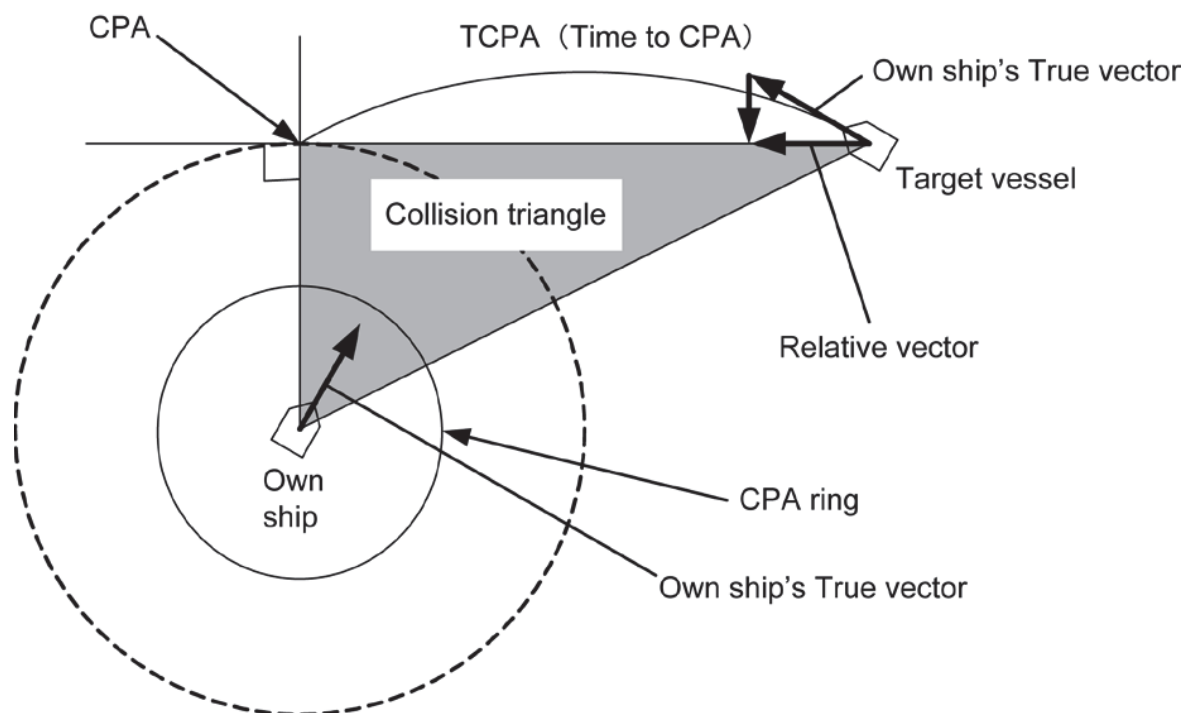 CPA
TCPA（Time to CPA）
Own ship's True vector
Target vessel
Collision triangle
Relative vector
Own
ship
CPA ring
Own ship's True vector